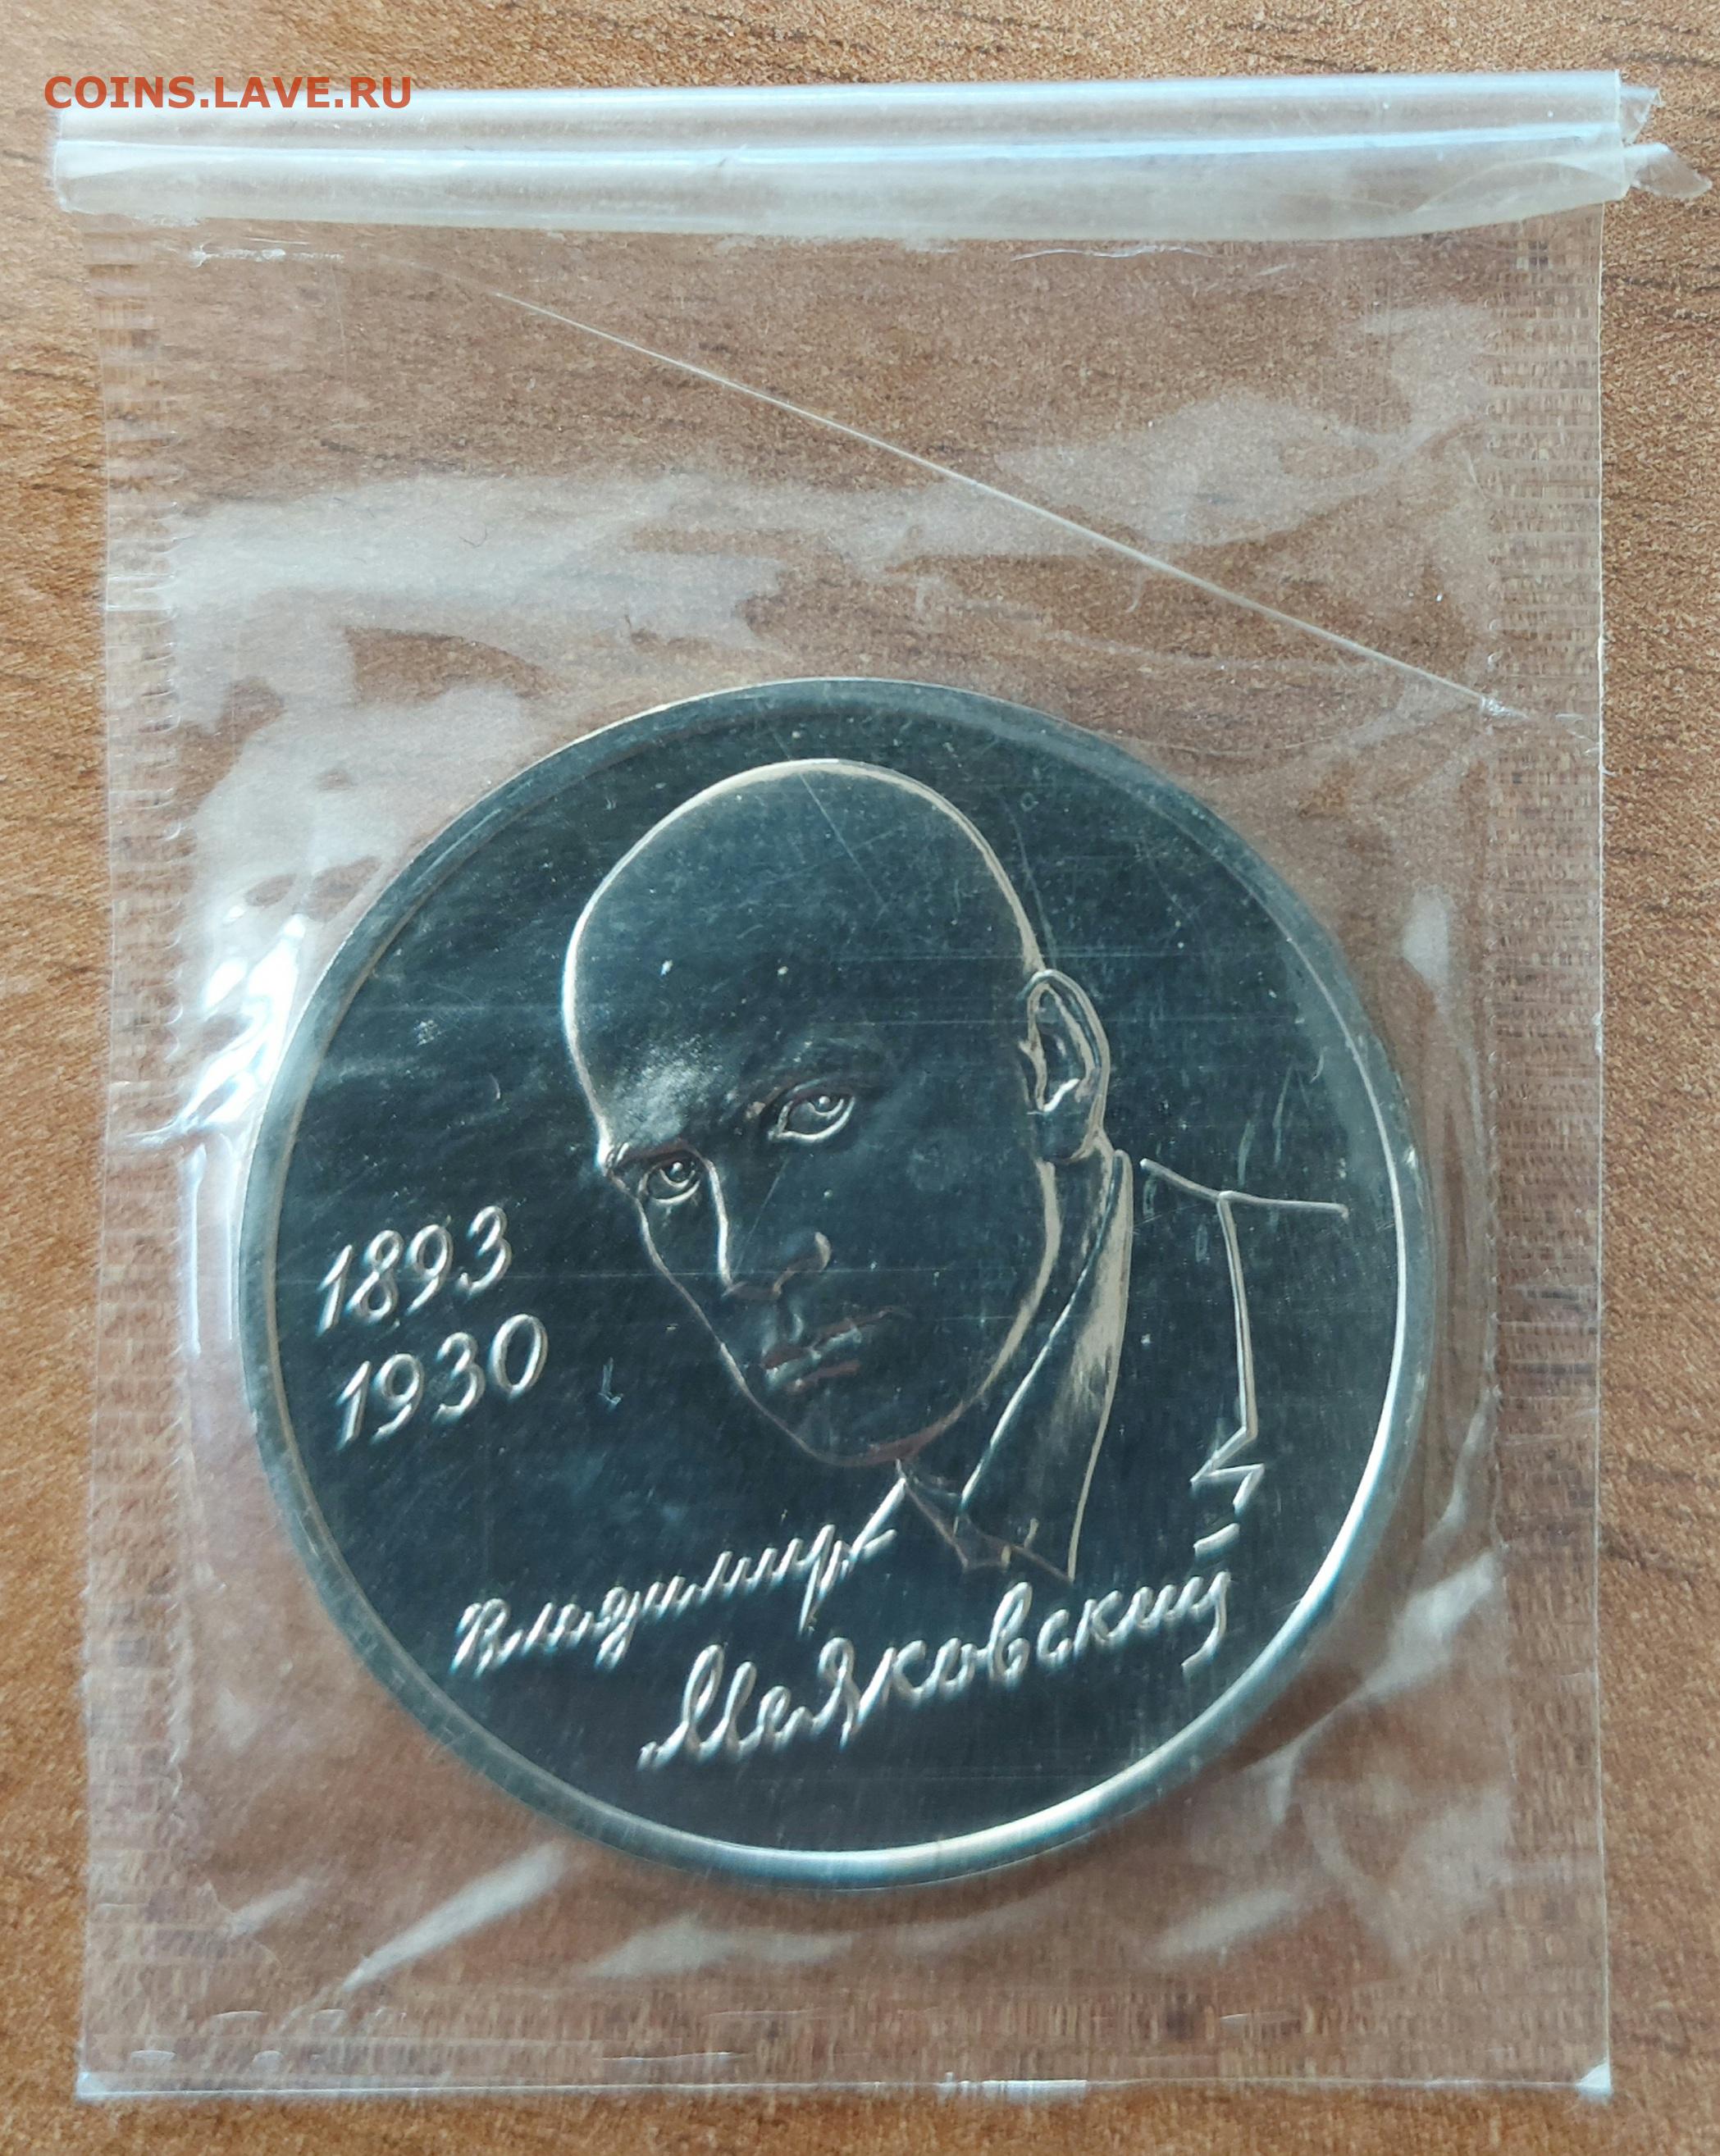 COINS.LAVE.RU
1893
1930
Владимир
Маяковский